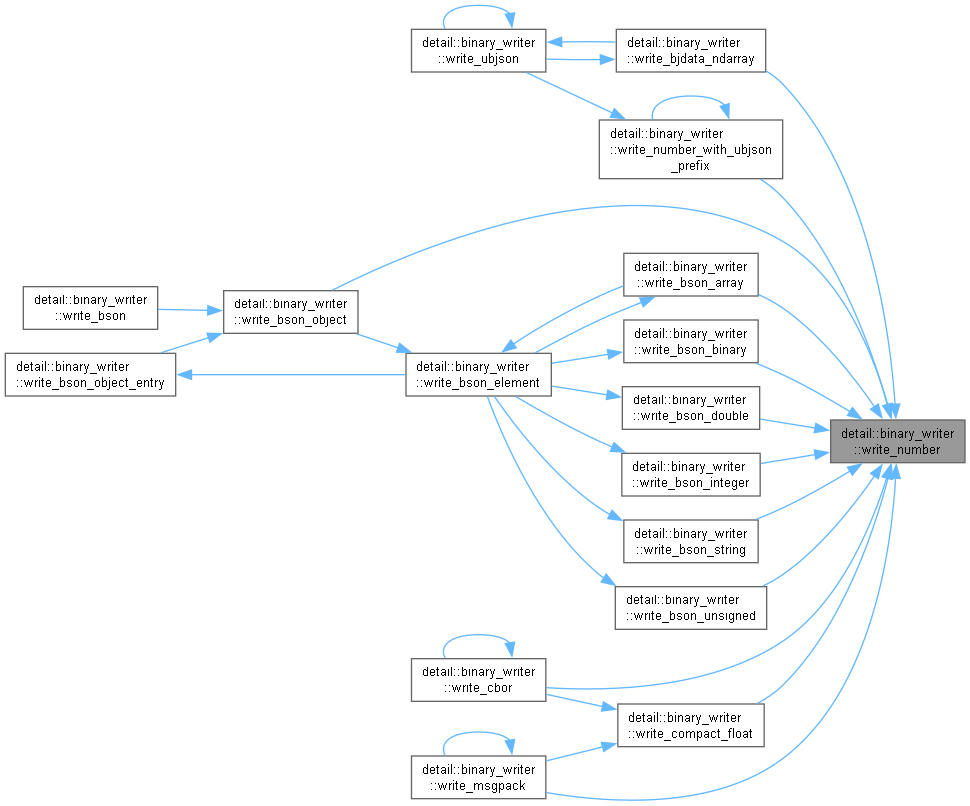 detail::binary_writer
::write_ubjson
detail::binary_writer
::write_bjdata_ndarray
detail::binary_writer
::write_number_with_ubjson
_prefix
detail::binary_writer
::write_bson_array
detail::binary_writer
::write_bson
detail::binary_writer
::write_bson_object
detail::binary_writer
::write_bson_binary
detail::binary_writer
::write_bson_object_entry
detail::binary_writer
::write_bson_element
detail::binary_writer
::write_bson_double
detail::binary_writer
::write_number
detail::binary_writer
::write_bson_integer
detail::binary_writer
::write_bson_string
detail::binary_writer
::write_bson_unsigned
detail::binary_writer
::write_cbor
detail::binary_writer
::write_compact_float
detail::binary_writer
::write_msgpack